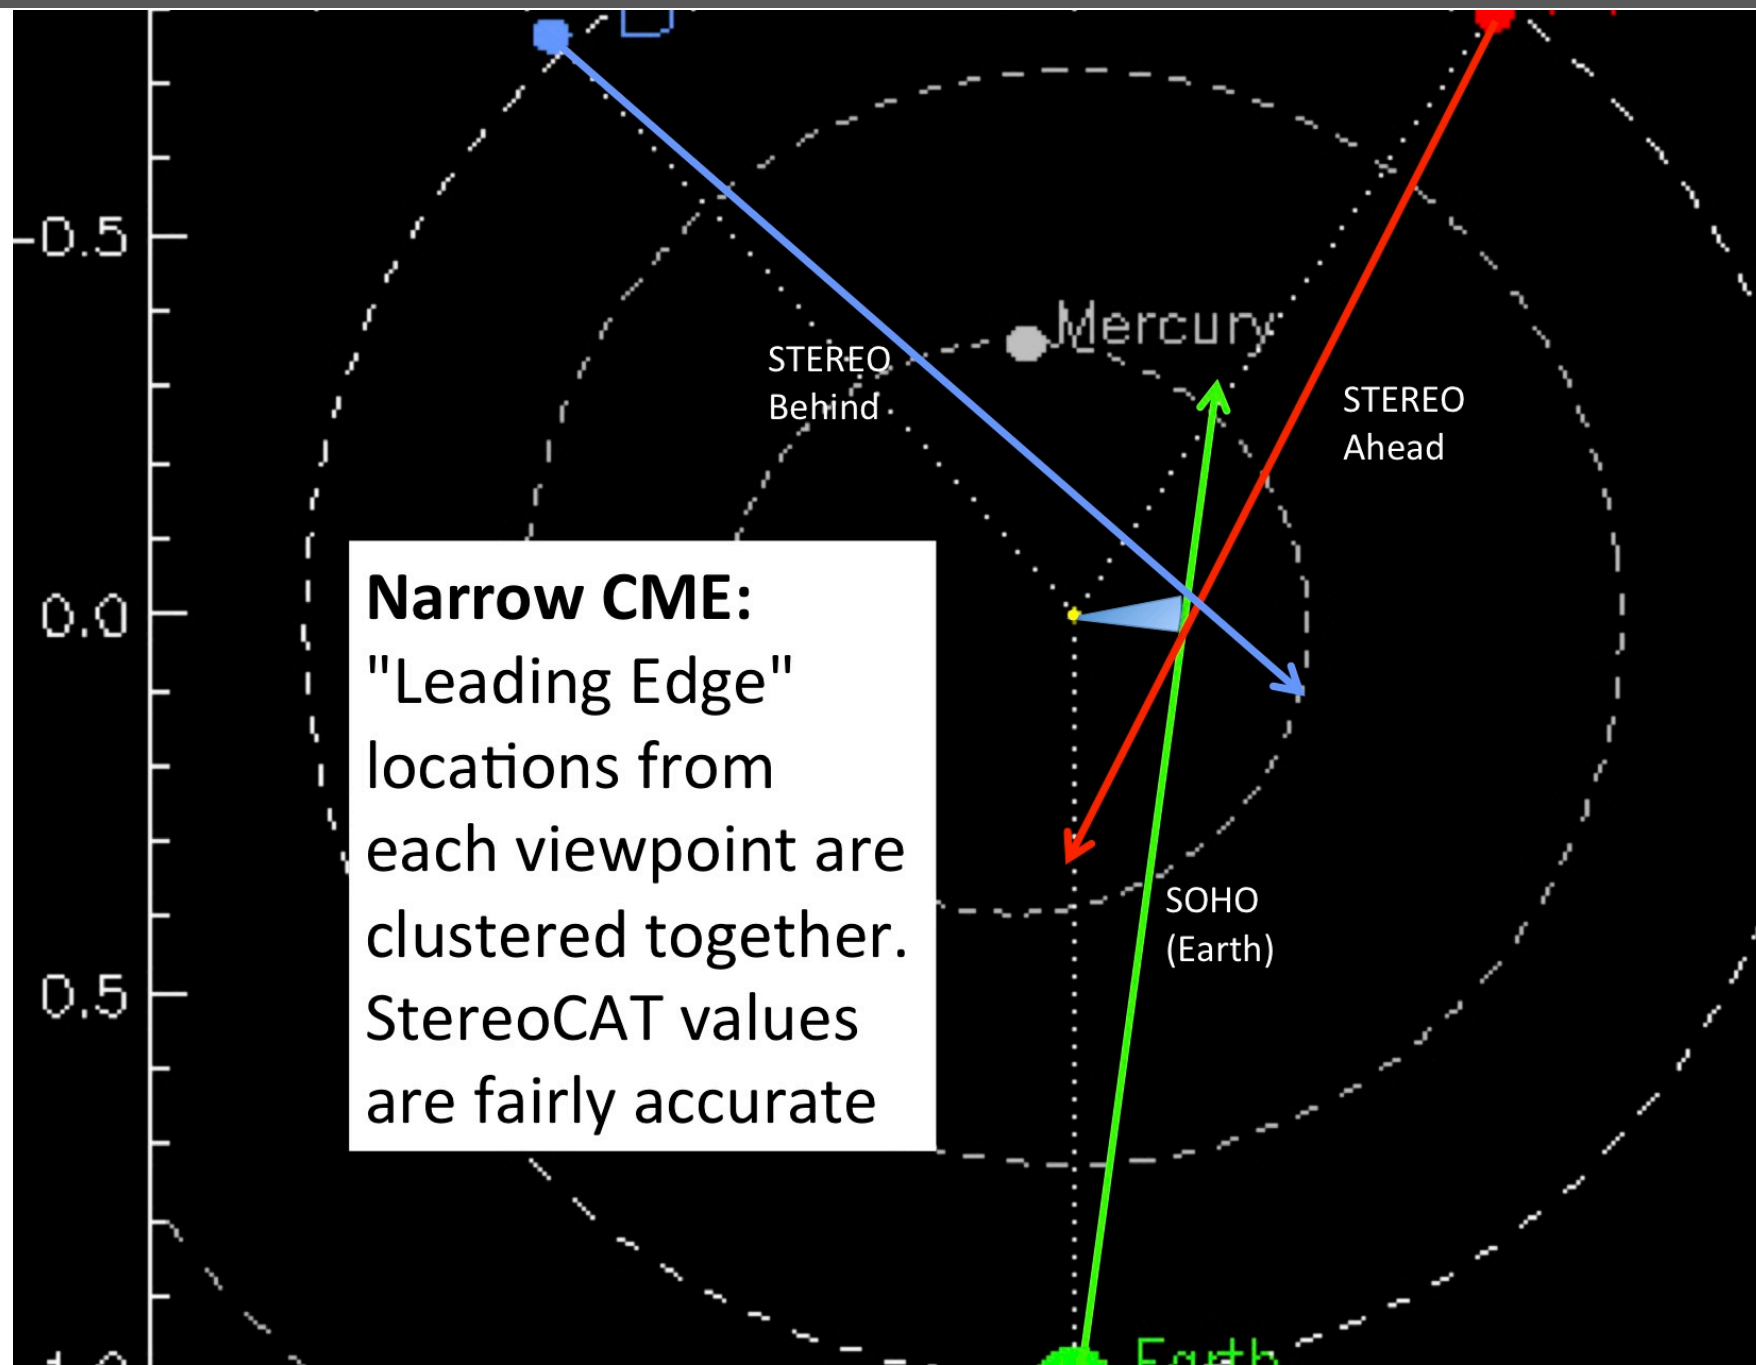 -0.5
Mercury
STEREO
Behind
STEREO
Ahead
0.0
Narrow CME:
"Leading Edge"
locations from
each viewpoint are
clustered together.
StereoCAT values
are fairly accurate
SOHO
(Earth)
0.5
Earth